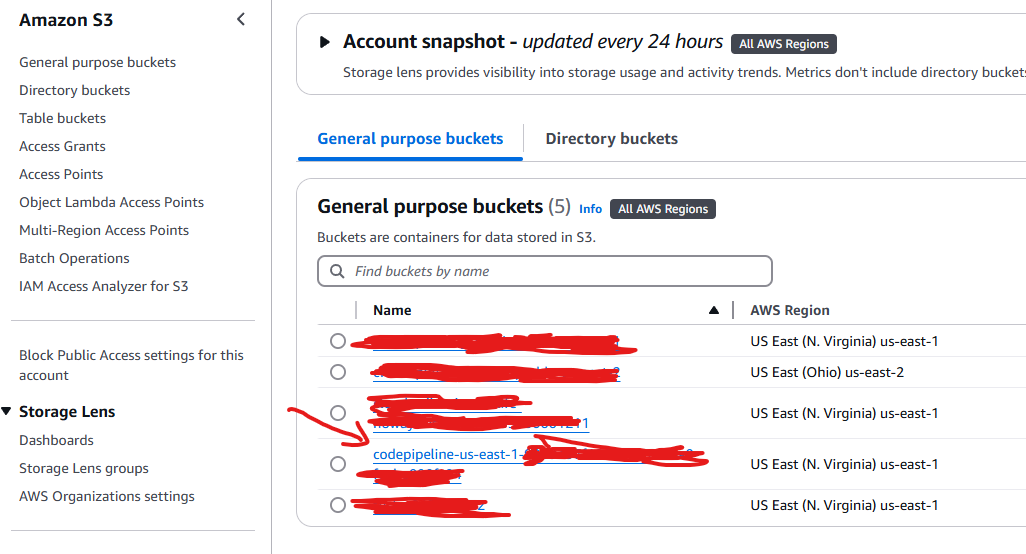 Amazon S3
General purpose buckets
Directory buckets
Table buckets
Access Grants
Access Points
Object Lambda Access Points
Multi-Region Access Points
Batch Operations
IAM Access Analyzer for S3
Block Public Access settings for this
account
Storage Lens
Dashboards
Storage Lens groups
AWS Organizations settings
Account snapshot - updated every 24 hours All AWS Regions
Storage lens provides visibility into storage usage and activity trends. Metrics don't include directory buckets
General purpose buckets Directory buckets
General purpose buckets (5) Info All AWS Regions
Buckets are containers for data stored in S3.
Find buckets by name
Name AWS Region
US East (N. Virginia) us-east-1
US East (Ohio) us-east-2
US East (N. Virginia) us-east-1
codepipeline-us-east-1-
US East (N. Virginia) us-east-1
US East (N. Virginia) us-east-1